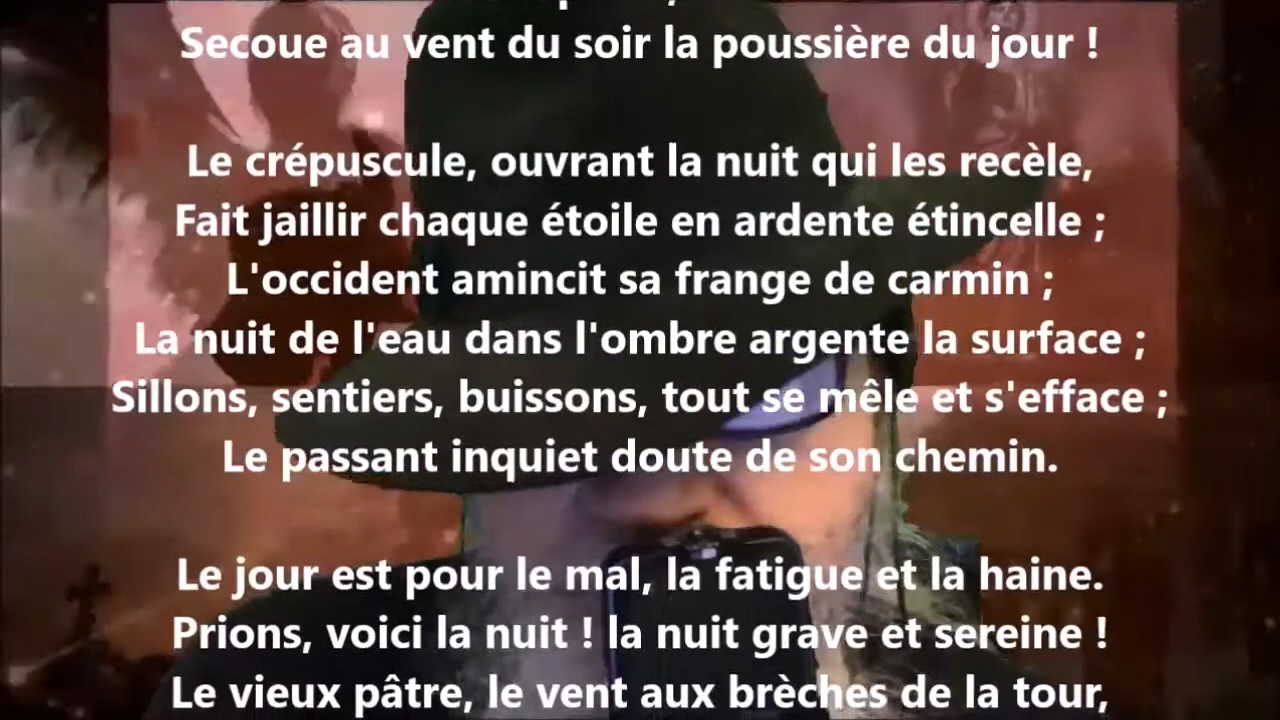 Secoue au vent du soir la poussière du jour !
Le crépuscule, ouvrant la nuit qui les recèle,
Fait jaillir chaque étoile en ardente étincelle ;
L'occident amincit sa frange de carmin ;
La nuit de l'eau dans l'ombre argente la surface ;
Sillons, sentiers, buissons, tout se mêle et s'efface ;
Le passant inquiet doute de son chemin.
Le jour est pour le mal, la fatigue et la haine.
Prions, voici la nuit ! la nuit grave et sereine !
Le vieux pâtre, le vent aux brèches de la tour,